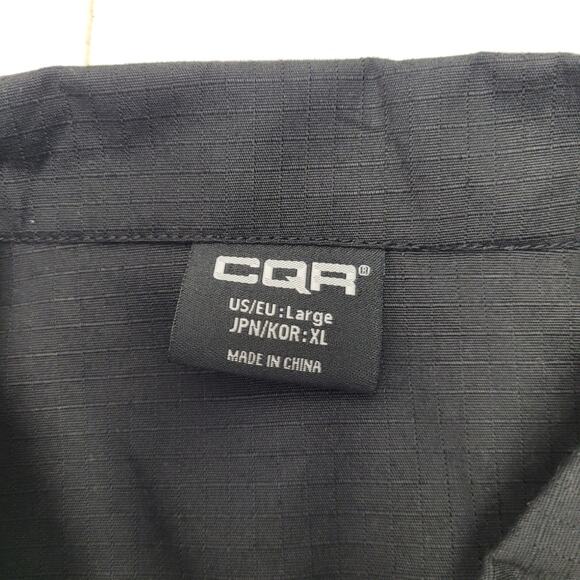 CQR®
US/EU:Large
JPN/KOR:XL
MADE IN CHINA